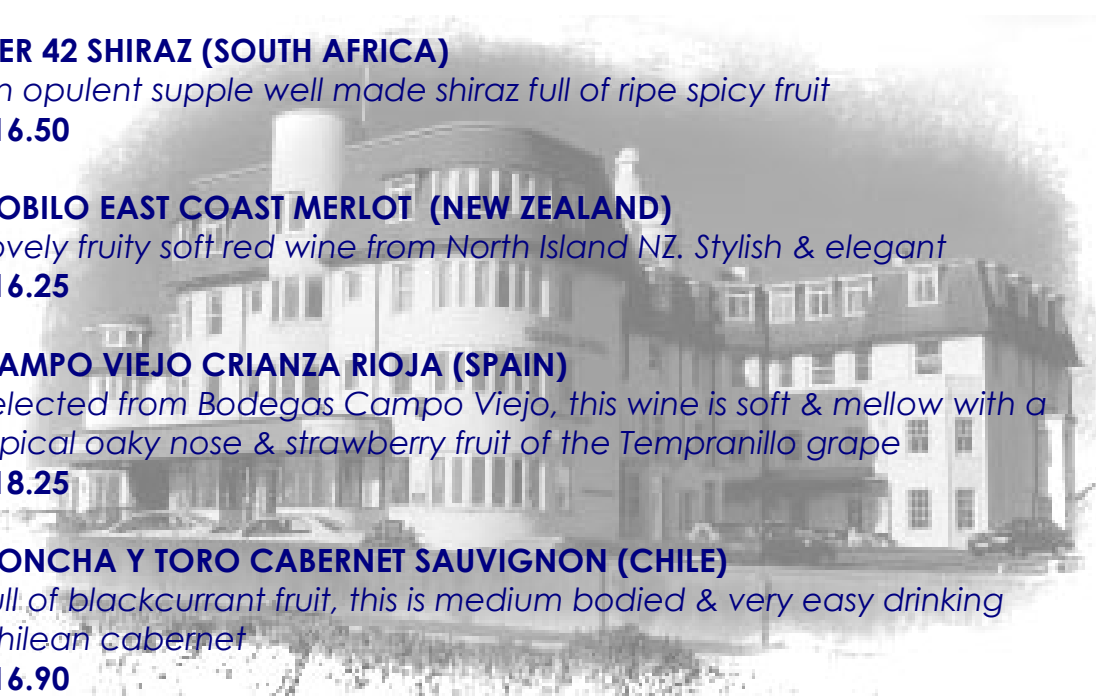 ER 42 SHIRAZ (SOUTH AFRICA)
n opulent supple well made shiraz full of ripe spicy fruit
16.50
OBILO EAST COAST MERLOT (NEW ZEALAND)
ovely fruity soft red wine from North Island NZ. Stylish & elegant
16.25
AMPO VIEJO CRIANZA RIOJA (SPAIN)
elected from Bodegas Campo Viejo, this wine is soft & mellow with a
pical oaky nose & strawberry fruit of the Tempranillo grape
18.25
ONCHA Y TORO CABERNET SAUVIGNON (CHILE)
ull of blackcurrant fruit, this is medium bodied & very easy drinking
hilean cabernet
16.90